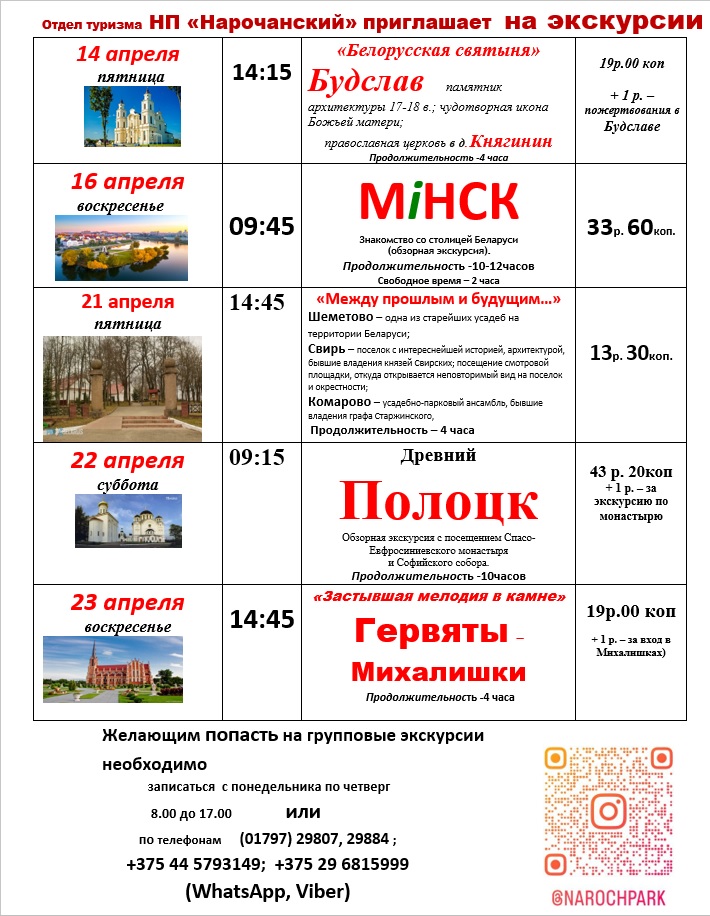 Отдел туризма НП «Нарочанский» приглашает на экскурсии
14 апреля
пятница
14:15
«Белорусская святыня»
Будслав памятник
архитектуры 17-18 в.; чудотворная икона
Божьей матери;
православная церковь в д.Княгинин
Продолжительность -4 часа
19р.00 коп
+ 1 р. –
пожертвования в
Будславе
16 апреля
воскресенье
09:45
МіНСК
Знакомство со столицей Беларуси
(обзорная экскурсия).
Продолжительность -10-12часов
Свободное время – 2 часа
33р. 60коп.
21 апреля
пятница
14:45
«Между прошлым и будущим...»
Шеметово – одна из старейших усадеб на
территории Беларуси;
Свирь – поселок с интереснейшей историей, архитектурой,
бывшие владения князей Свирских; посещение смотровой
площадки, откуда открывается неповторимый вид на поселок
и окрестности;
Комарово – усадебно-парковый ансамбль, бывшие
владения графа Старжинского,
Продолжительность – 4 часа
13р. 30коп.
22 апреля
суббота
09:15
Древний
Полоцк
Обзорная экскурсия с посещением Спасо-
Евфросиниевского монастыря
и Софийского собора.
Продолжительность -10часов
43 р. 20коп
+ 1 р. – за
экскурсию по
монастырю
23 апреля
воскресенье
14:45
«Застывшая мелодия в камне»
Гервяты –
Михалишки
Продолжительность -4 часа
19р.00 коп
+ 1 р. – за вход в
Михалишках)
Желающим попасть на групповые экскурсии
необходимо
записаться с понедельника по четверг
8.00 до 17.00 или
по телефонам (01797) 29807, 29884 ;
+375 44 5793149; +375 29 6815999
(WhatsApp, Viber)
@NAROCHPARK